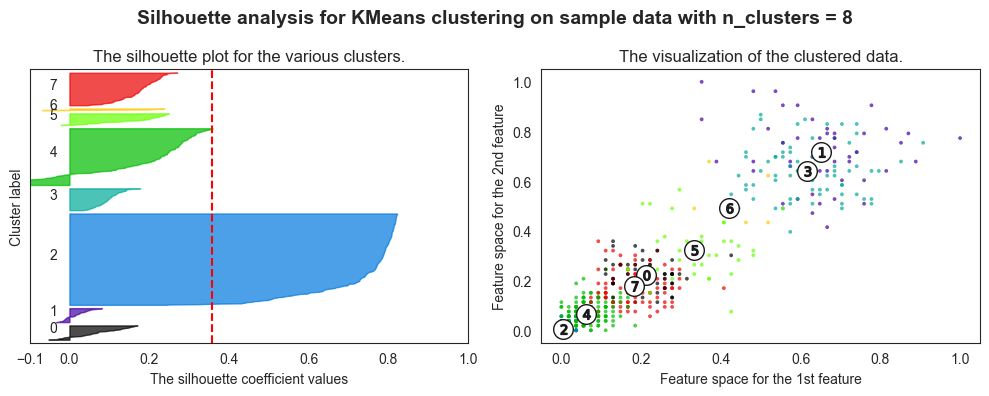 Silhouette analysis for KMeans clustering on sample data with n_clusters = 8
The silhouette plot for the various clusters.
Cluster label
7
6
5
4
3
2
1
0
-0.1 0.0 0.2 0.4 0.6 0.8 1.0
The silhouette coefficient values
The visualization of the clustered data.
Feature space for the 2nd feature
1.0
0.8
0.6
0.4
0.2
0.0
1
3
6
5
0
7
4
2
0.0 0.2 0.4 0.6 0.8 1.0
Feature space for the 1st feature